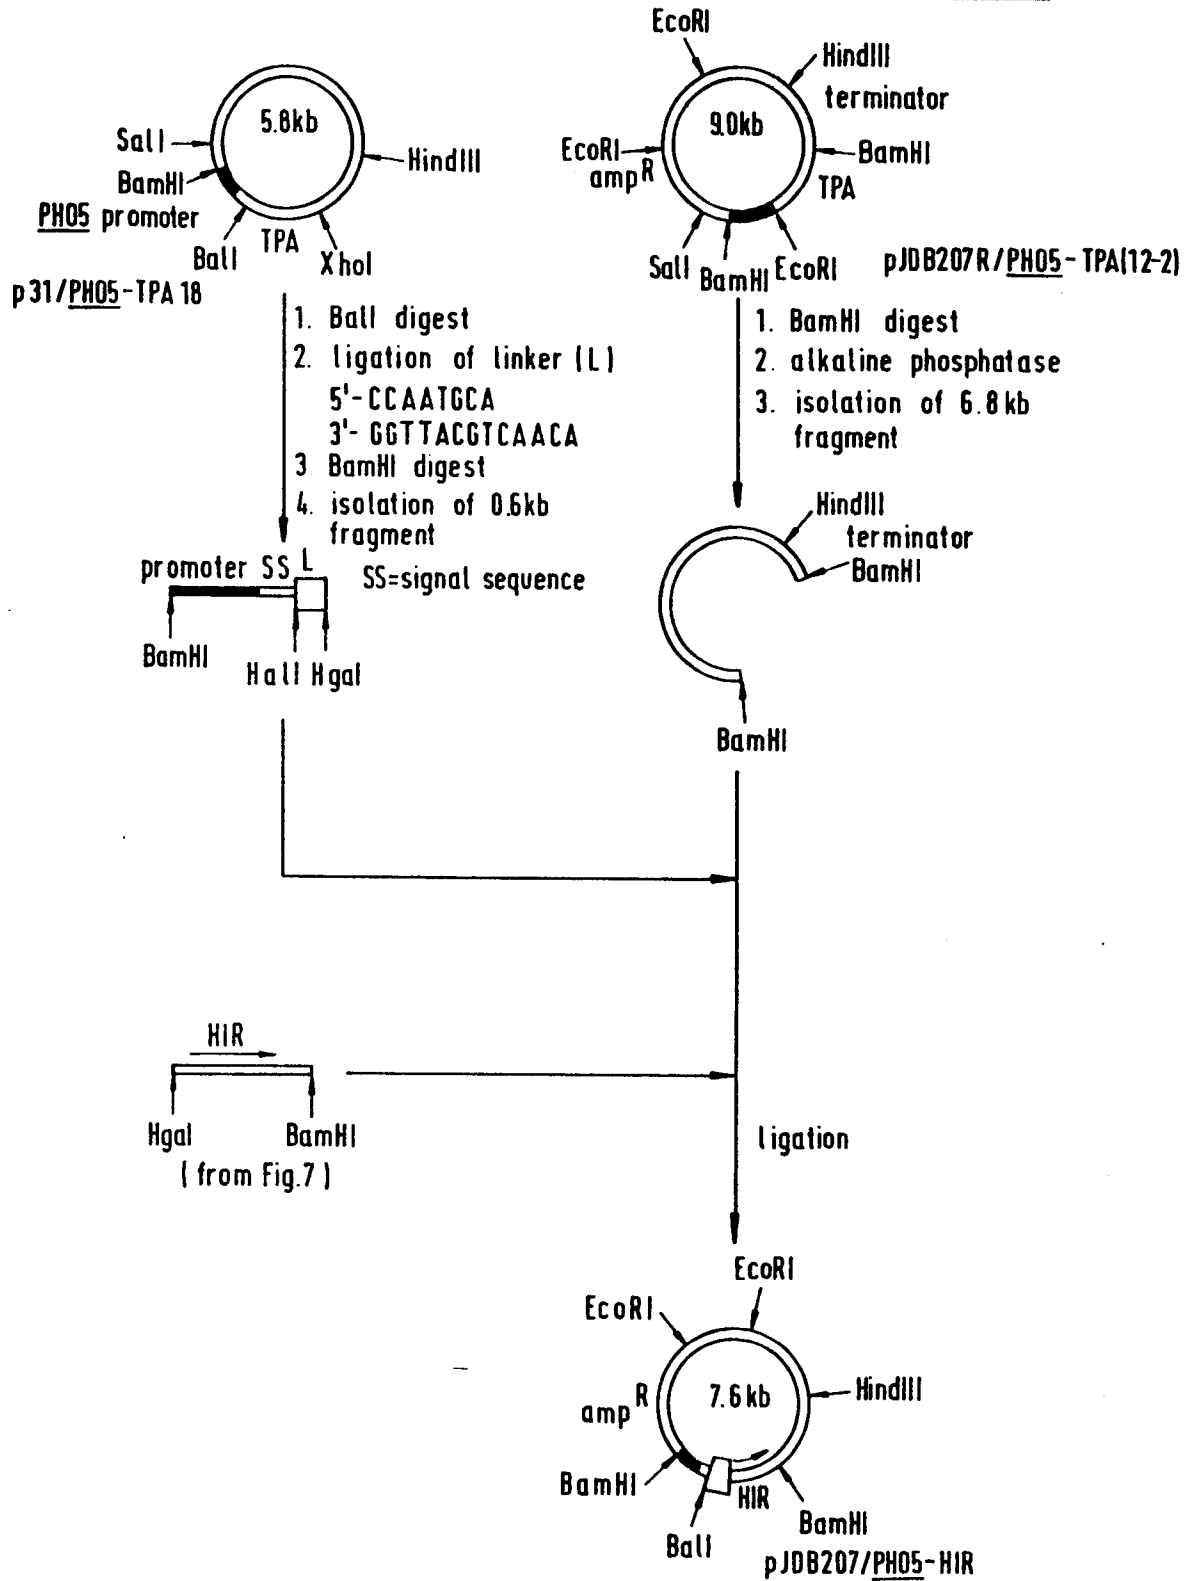 EcoRI
HindIII
terminator
5.8kb
9.0kb
SalI
HindIII
EcoRI
amp R
BamHI
BamHI
PHO5 promoter
TPA
BalI
TPA
XhoI
SalI
BamHI
EcoRI
pJDB207R/PHO5-TPA(12-2)
p31/PHO5-TPA 18
1. BalI digest
2. ligation of linker (L)
5'-CCAATGCA
3'- GGTTACGTCAACA
3 BamHI digest
4. isolation of 0.6kb
fragment
1. BamHI digest
2. alkaline phosphatase
3. isolation of 6.8kb
fragment
HindIII
terminator
BamHI
promoter SS L
SS=signal sequence
BamHI
HalI HgaI
BamHI
HIR
HgaI
BamHI
(from Fig.7)
ligation
EcoRI
EcoRI
amp R
7.6kb
HindIII
BamHI
HIR
BalI
BamHI
pJDB207/PHO5-HIR